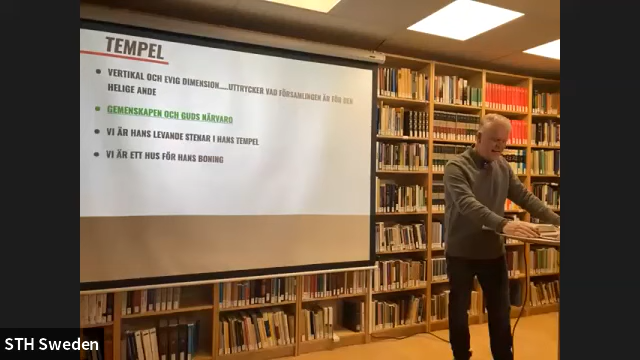 TEMPEL
VERTIKAL OCH EVIG DIMENSION.....UTTRYCKER VAD FÖRSAMLINGEN ÄR FÖR DEN
HELIGE ANDE
GEMENSKAPEN OCH GUDS NÄRVARO
VI ÄR HANS LEVANDE STENAR I HANS TEMPEL
VI ÄR ETT HUS FÖR HANS BONING
STH Sweden